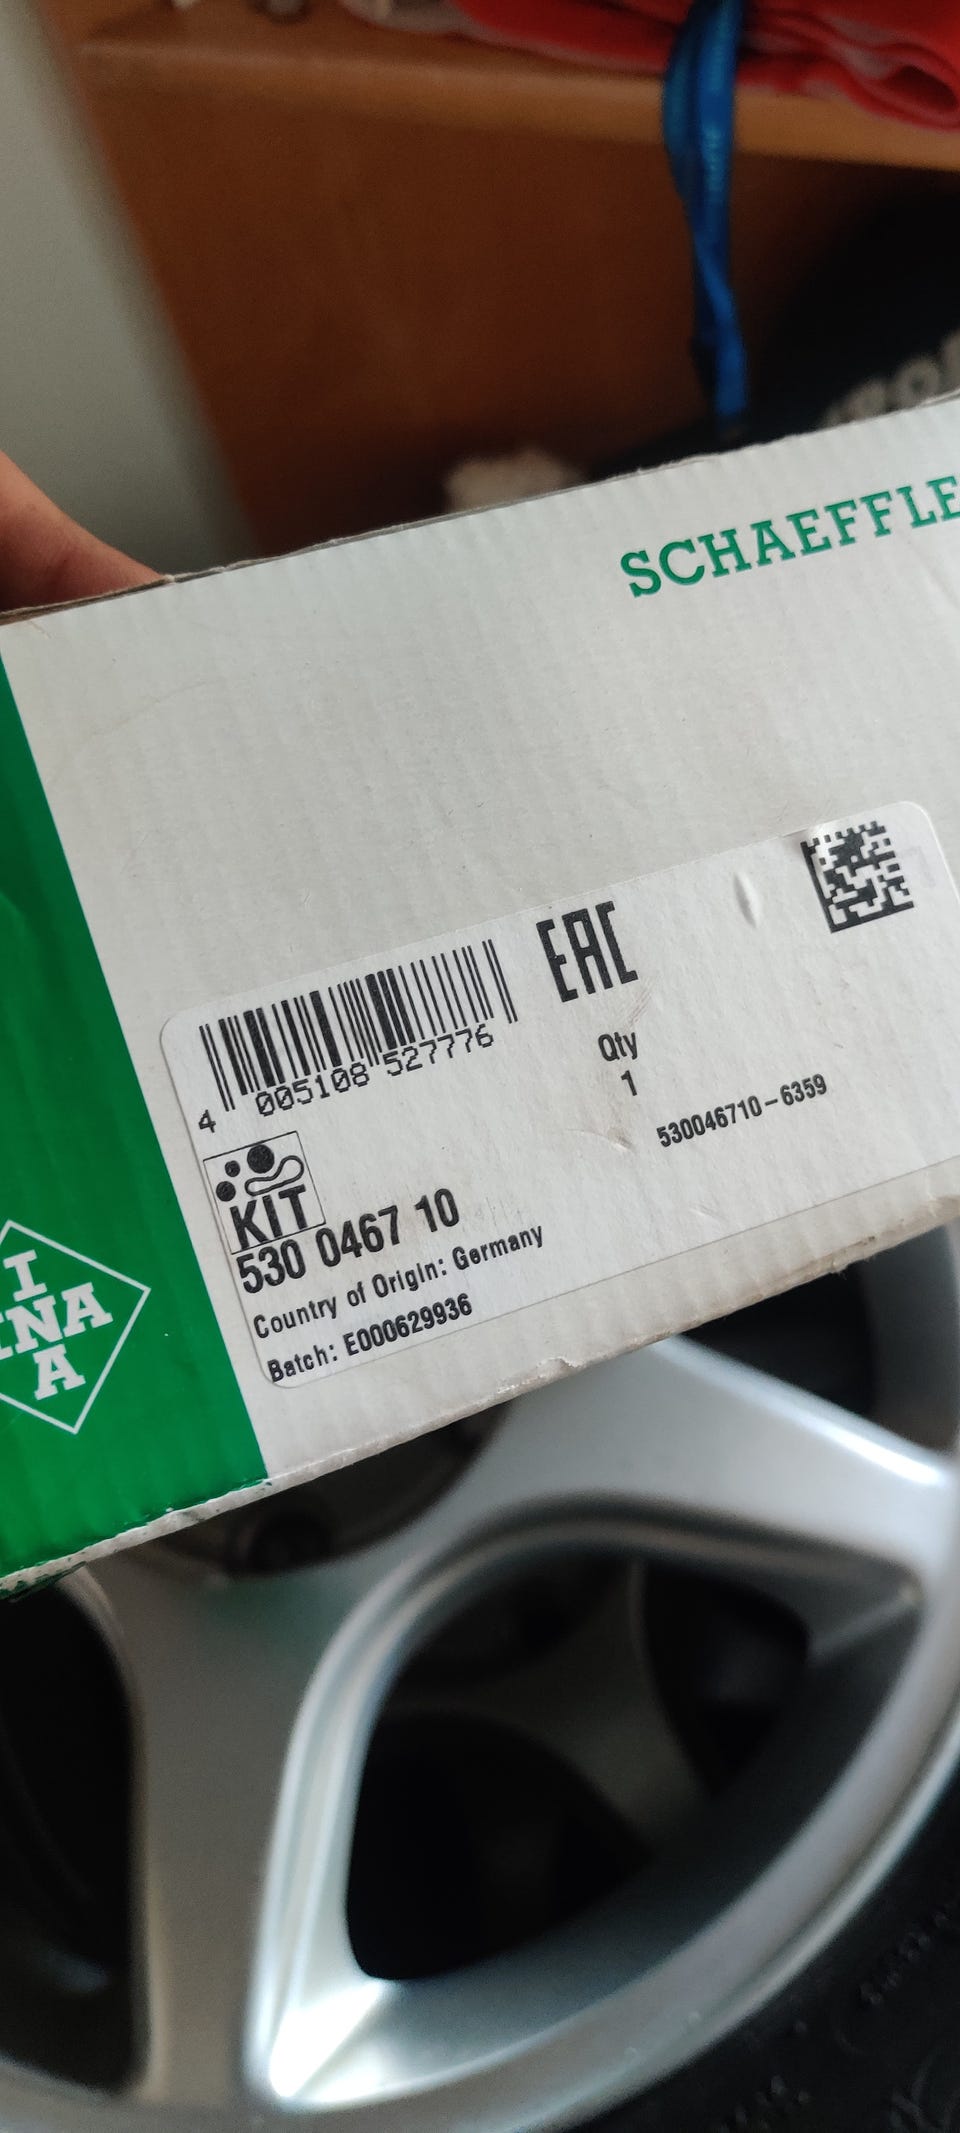 SCHAEFFLE
EAC
4 005108 527776
Qty
1
530046710-6359
KIT
530 0467 10
Country of Origin: Germany
Batch: E000629936
I
INA
A